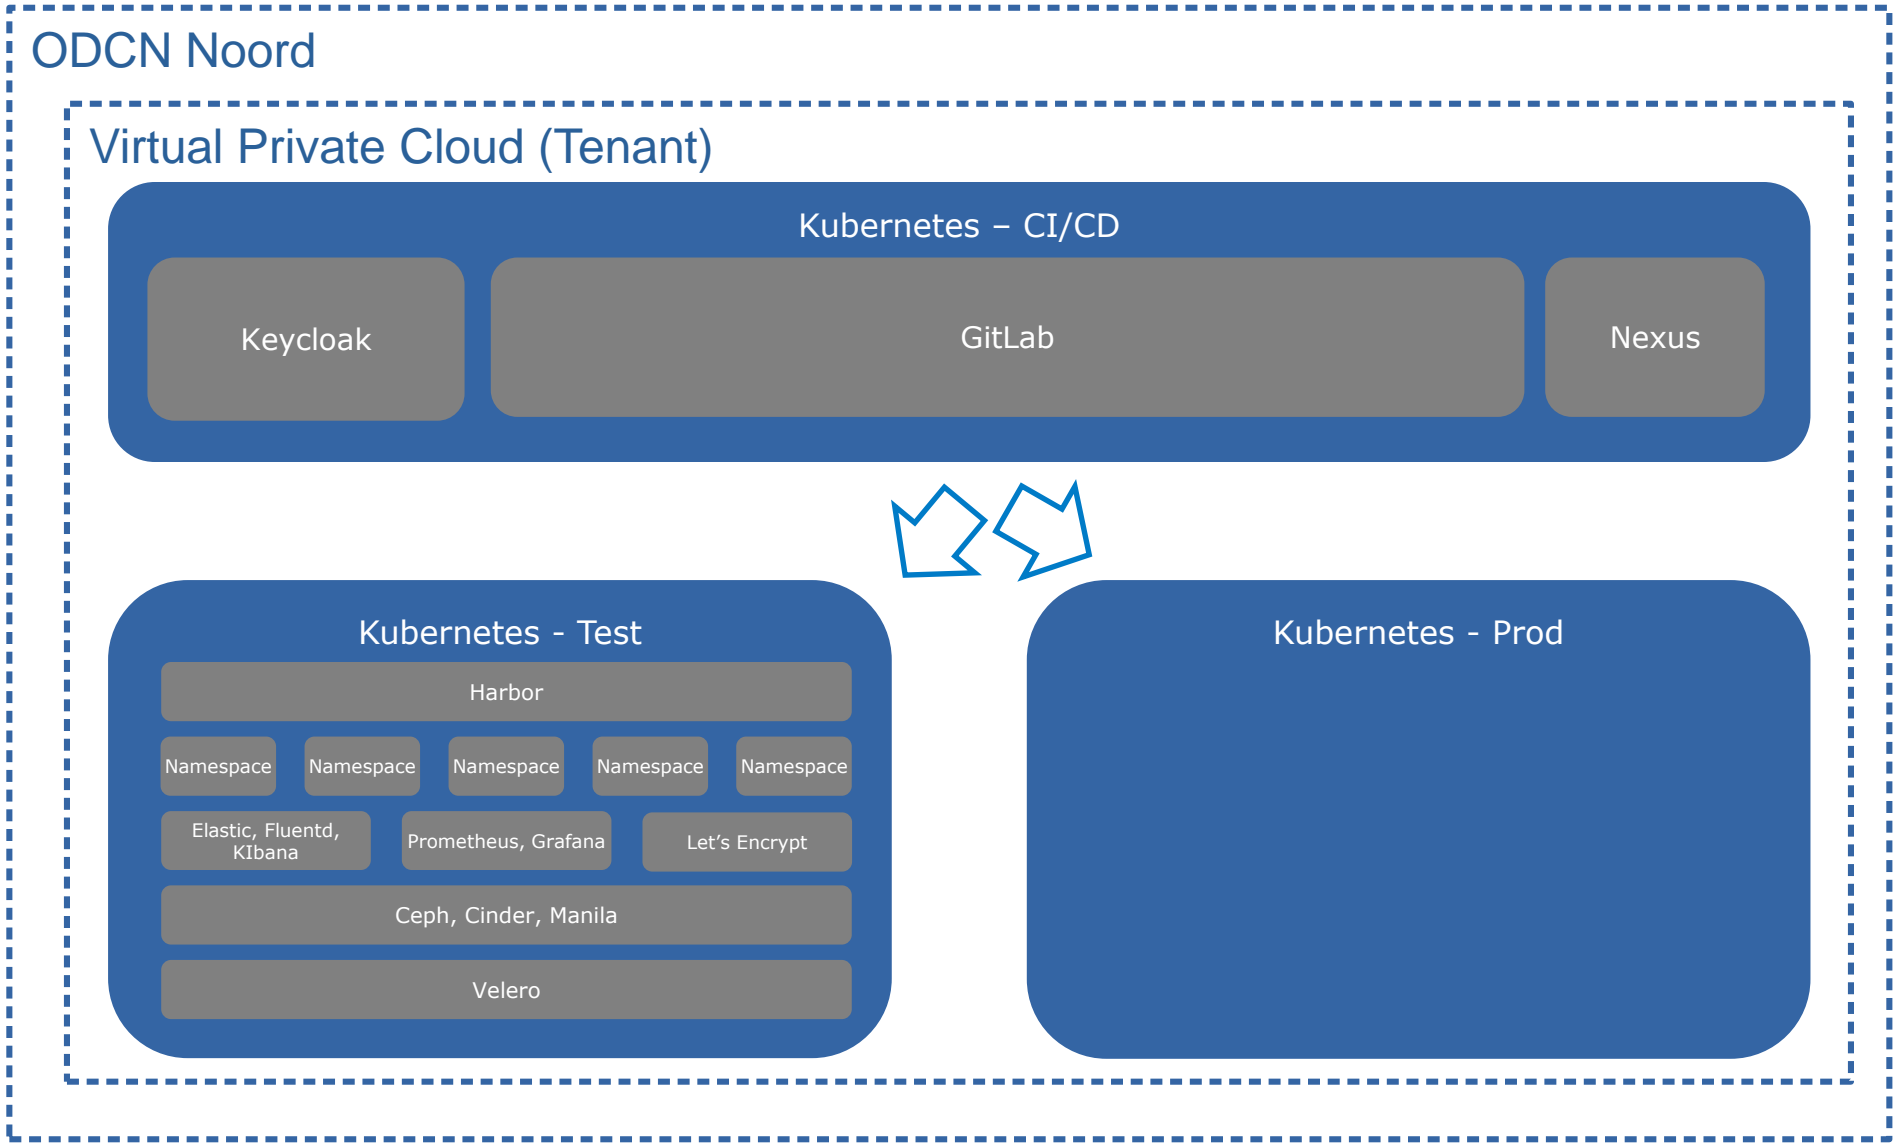 ODCN Noord
Virtual Private Cloud (Tenant)
Kubernetes – CI/CD
Keycloak
GitLab
Nexus
Kubernetes - Test
Harbor
Namespace
Namespace
Namespace
Namespace
Namespace
Elastic, Fluentd,
KIbana
Prometheus, Grafana
Let’s Encrypt
Ceph, Cinder, Manila
Velero
Kubernetes - Prod